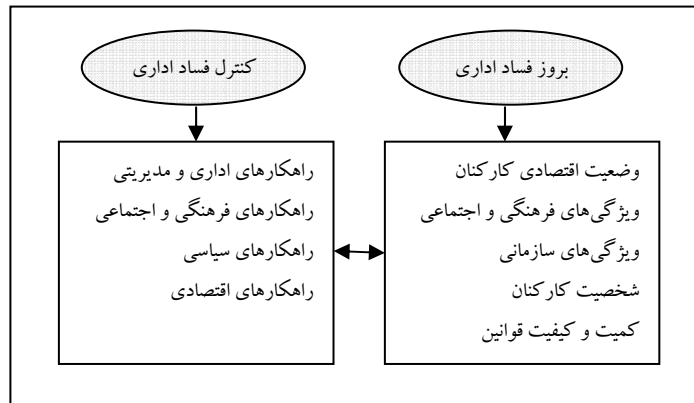 بروز فساد اداری
وضعیت اقتصادی کارکنان
ویژگی‌های فرهنگی و اجتماعی
ویژگی‌های سازمانی
شخصیت کارکنان
کمیت و کیفیت قوانین
کنترل فساد اداری
راهکارهای اداری و مدیریتی
راهکارهای فرهنگی و اجتماعی
راهکارهای سیاسی
راهکارهای اقتصادی